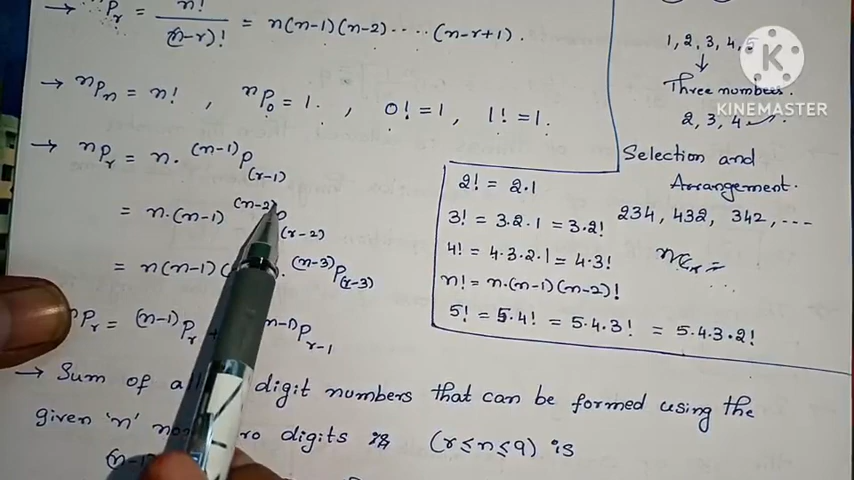 → ⁿPᵣ = n! / (n-r)! = n(n-1)(n-2)....(n-r+1).
→ ⁿPₙ = n! , ⁿP₀ = 1. , 0! = 1 , 1! = 1.
→ ⁿPᵣ = n. ⁽ⁿ⁻¹⁾P₍ᵣ₋₁₎
= n.(n-1) ⁽ⁿ⁻²⁾P₍ᵣ₋₂₎
= n(n-1)( . ⁽ⁿ⁻³⁾P₍ᵣ₋₃₎
Pᵣ = ⁽ⁿ⁻¹⁾Pᵣ + n-1)Pᵣ₋₁
→ Sum of a digit numbers that can be formed using the
given 'n' ro digits is (r≤n≤9) is
(n-1
1, 2, 3, 4, 5
↓
Three numbers
2, 3, 4
Selection and
Arrangement.
234, 432, 342, ...
ⁿCᵣ =
2! = 2.1
3! = 3.2.1 = 3.2!
4! = 4.3.2.1 = 4.3!
n! = n.(n-1)(n-2)!
5! = 5.4! = 5.4.3! = 5.4.3.2!
K
KINEMASTER